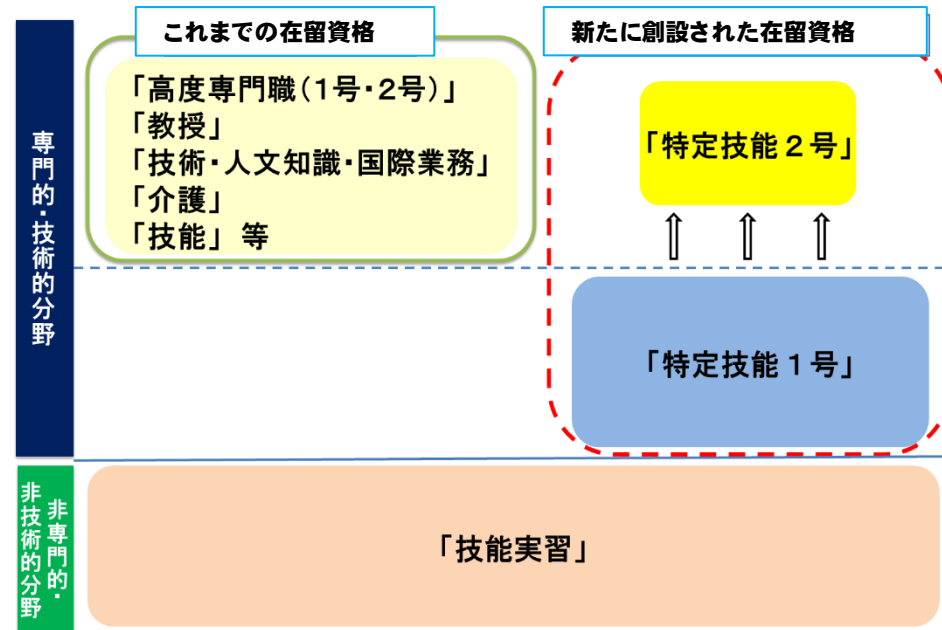 これまでの在留資格
新たに創設された在留資格
専門的・技術的分野
「高度専門職(1号・2号)」
「教授」
「技術・人文知識・国際業務」
「介護」
「技能」 等
「特定技能２号」
「特定技能１号」
非専門的・
非技術的分野
「技能実習」